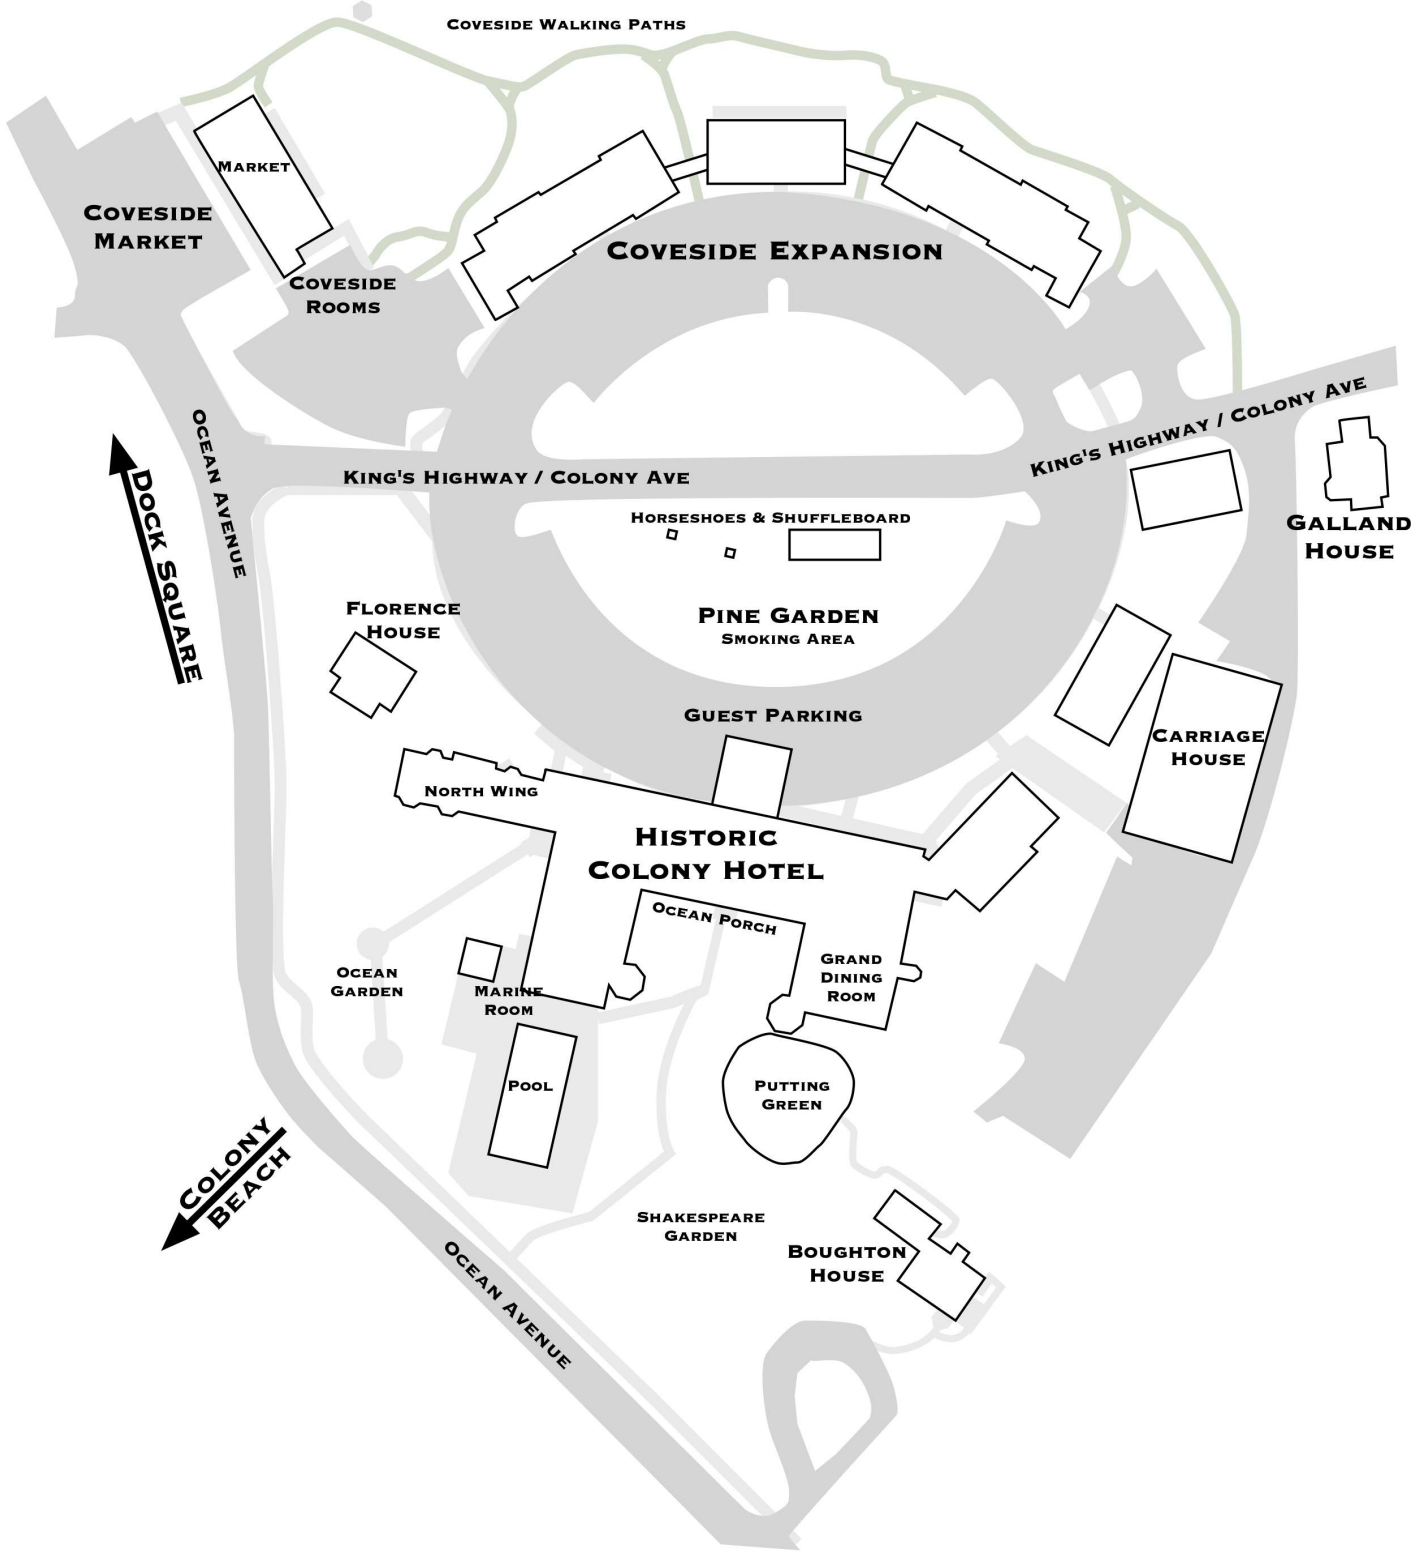 Coveside Walking Paths
Market
Coveside
Market
Coveside Expansion
Coveside
Rooms
King's Highway / Colony Ave
Ocean Avenue
King's Highway / Colony Ave
Dock Square
Horseshoes & Shuffleboard
Galland
House
Florence
House
Pine Garden
Smoking Area
Guest Parking
Carriage
House
North Wing
Historic
Colony Hotel
Ocean Porch
Grand
Dining
Room
Ocean
Garden
Marine
Room
Pool
Putting
Green
Colony
Beach
Shakespeare
Garden
Boughton
House
Ocean Avenue